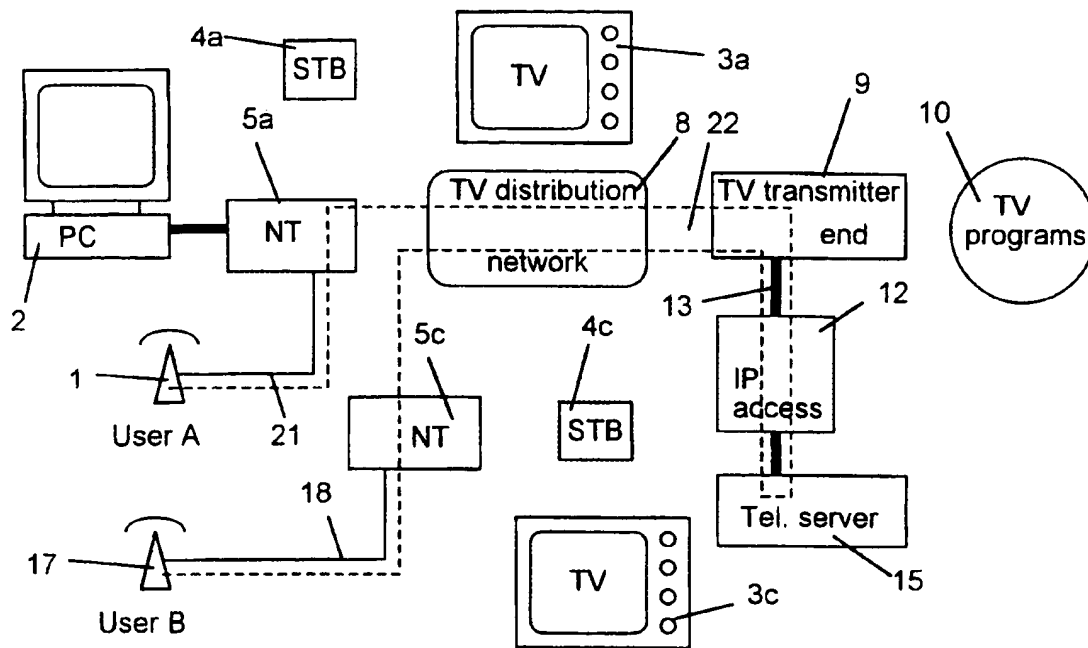 4a
STB
TV
3a
9
5a
8
22
10
TV distribution
TV transmitter
NT
end
TV
programs
PC
network
2
13
12
5c
4c
1
IP
access
User A
21
NT
STB
18
Tel. server
17
TV
15
3c
User B